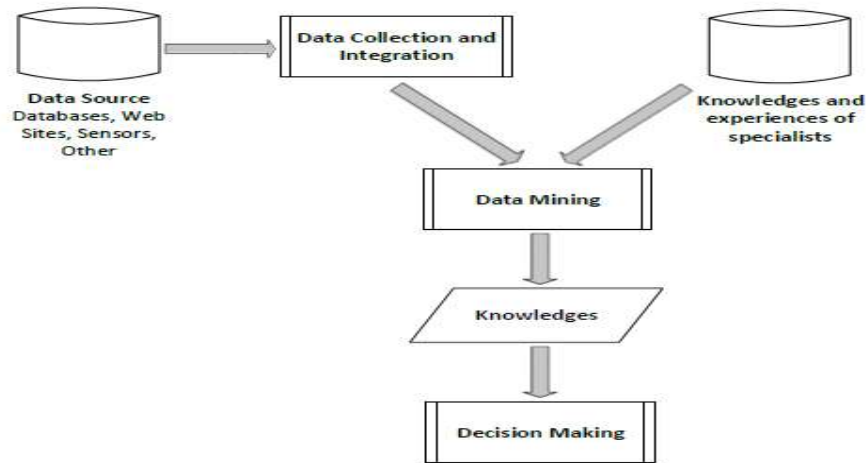 Data Collection and
Integration
Data Source
Databases, Web
Sites, Sensors,
Other
Knowledges and
experiences of
specialists
Data Mining
Knowledges
Decision Making